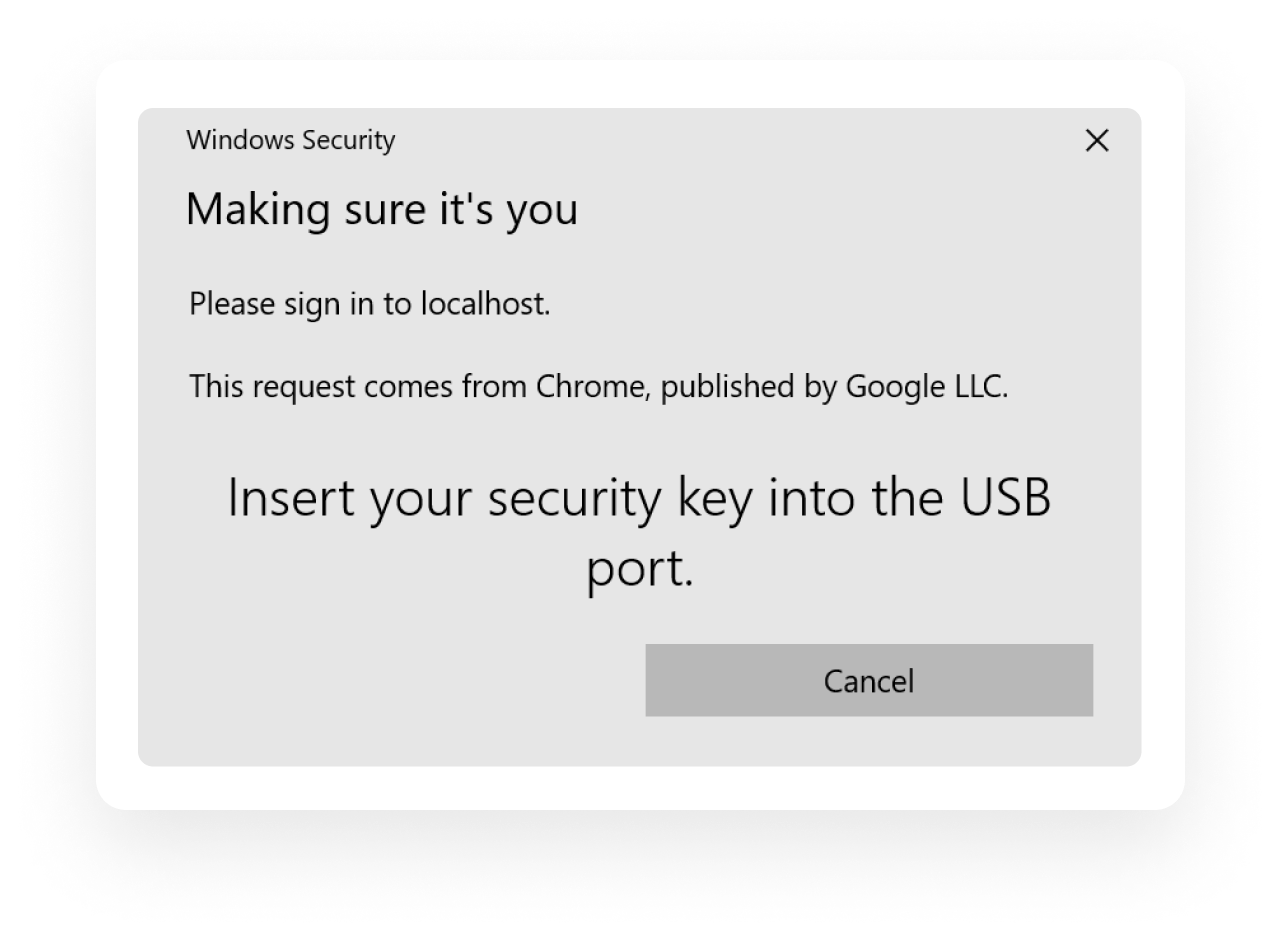 Windows Security
Making sure it's you
Please sign in to localhost.
This request comes from Chrome, published by Google LLC.
Insert your security key into the USB
port.
Cancel